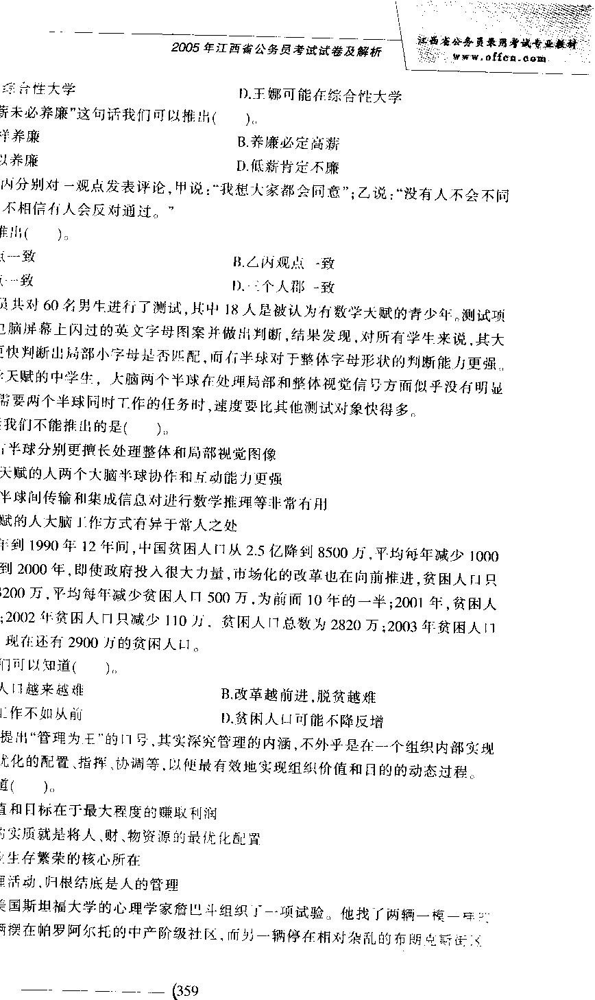 江西省公务员录用考试专业教材
www.offcn.com
2005年江西省公务员考试试卷及解析
综合性大学 D.王娜可能在综合性大学
薪未必养廉”这句话我们可以推出( )。
样养廉 B.养廉必定高薪
以养廉 D.低薪肯定不廉
丙分别对一观点发表评论,甲说:“我想大家都会同意”;乙说:“没有人不会不同
不相信有人会反对通过。”
推出( )。
点一致 B.乙丙观点一致
点一致 D.三个人都一致
员共对60名男生进行了测试,其中18人是被认为有数学天赋的青少年。测试项
电脑屏幕上闪过的英文字母图案并做出判断,结果发现,对所有学生来说,其大
更快判断出局部小字母是否匹配,而右半球对于整体字母形状的判断能力更强。
学天赋的中学生,大脑两个半球在处理局部和整体视觉信号方面似乎没有明显
需要两个半球同时工作的任务时,速度要比其他测试对象快得多。
我们不能推出的是( )。
右半球分别更擅长处理整体和局部视觉图像
天赋的人两个大脑半球协作和互动能力更强
半球间传输和集成信息对进行数学推理等非常有用
赋的人大脑工作方式有异于常人之处
年到1990年12年间,中国贫困人口从2.5亿降到8500万,平均每年减少1000
到2000年,即使政府投入很大力量,市场化的改革也在向前推进,贫困人口只
3200万,平均每年减少贫困人口500万,为前面10年的一半;2001年,贫困人
;2002年贫困人口只减少110万,贫困人口总数为2820万;2003年贫困人口
现在还有2900万的贫困人口。
们可以知道( )。
人口越来越难 B.改革越前进,脱贫越难
工作不如从前 D.贫困人口可能不降反增
提出“管理为王”的口号,其实深究管理的内涵,不外乎是在一个组织内部实现
优化的配置、指挥、协调等,以便最有效地实现组织价值和目的的动态过程。
道( )。
值和目标在于最大程度的赚取利润
的实质就是将人、财、物资源的最优化配置
业生存繁荣的核心所在
理活动,归根结底是人的管理
美国斯坦福大学的心理学家詹巴斗组织了一项试验。他找了两辆一模一样的
辆摆在帕罗阿尔托的中产阶级社区,而另一辆停在相对杂乱的布朗克斯街区
(359